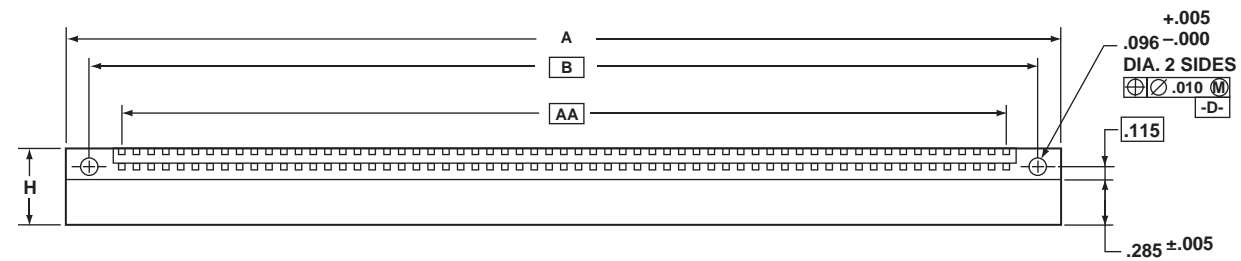 A
B
AA
H
+.005
.096 –.000
DIA. 2 SIDES
⌖ ⌀ .010 Ⓜ
-D-
.115
.285 ±.005